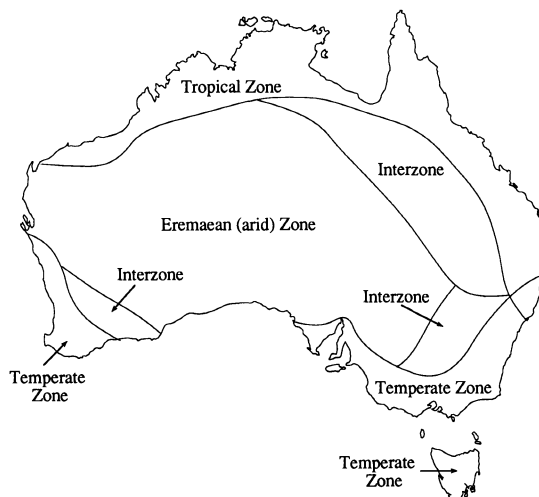 Tropical Zone
Interzone
Eremaean (arid) Zone
Interzone
Interzone
Temperate
Zone
Temperate Zone
Temperate
Zone